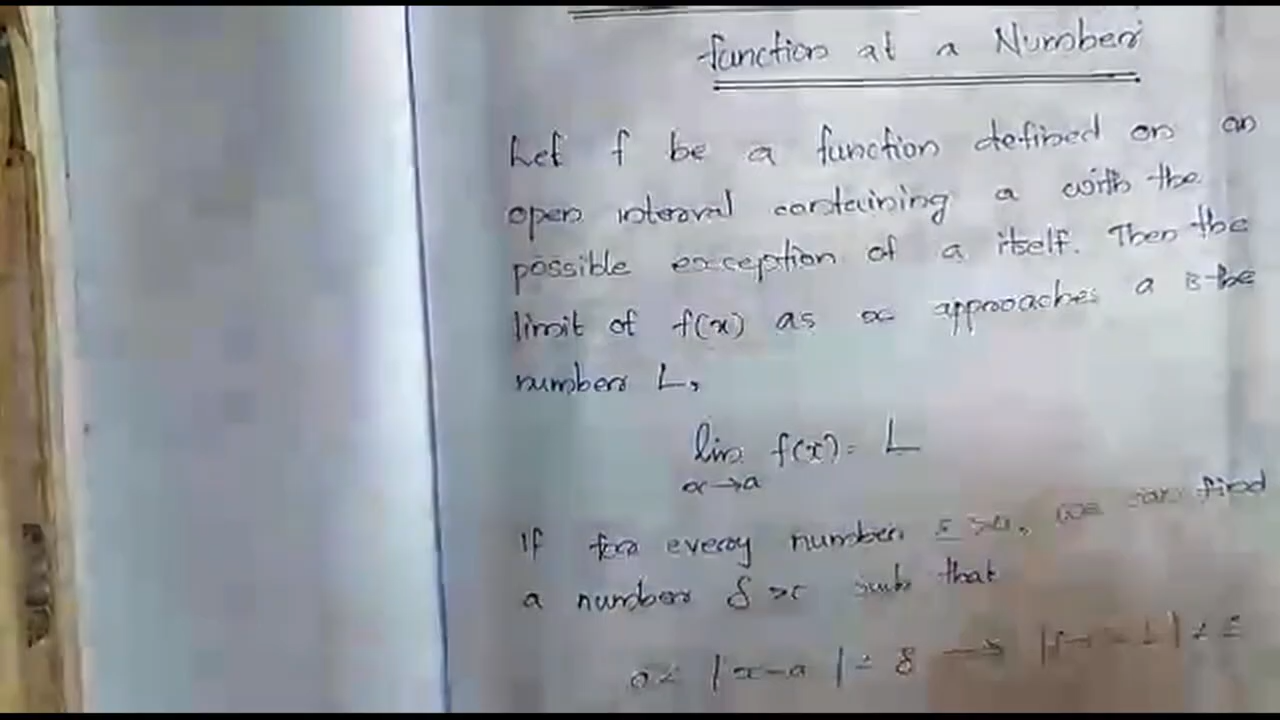 function at a Number
Let f be a function defined on an
open interval containing a with the
possible exception of a itself. Then the
limit of f(x) as x approaches a is the
number L,
lim f(x) = L
x→a
If for every number ε >0, we can find
a number δ >0 such that
0< |x-a| < δ → |f(x) - L| < ε